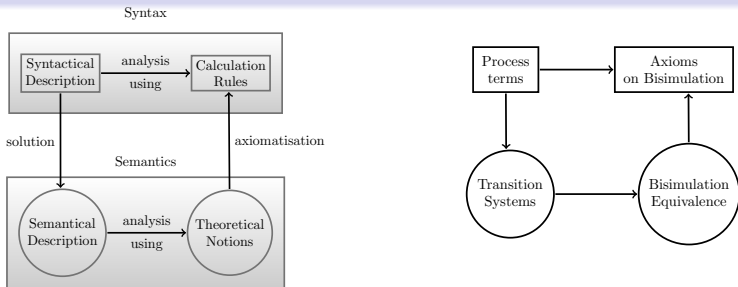 Syntax
Syntactical
Description
analysis
using
Calculation
Rules
solution
axiomatisation
Semantics
Semantical
Description
analysis
using
Theoretical
Notions
Process
terms
Axioms
on Bisimulation
Transition
Systems
Bisimulation
Equivalence